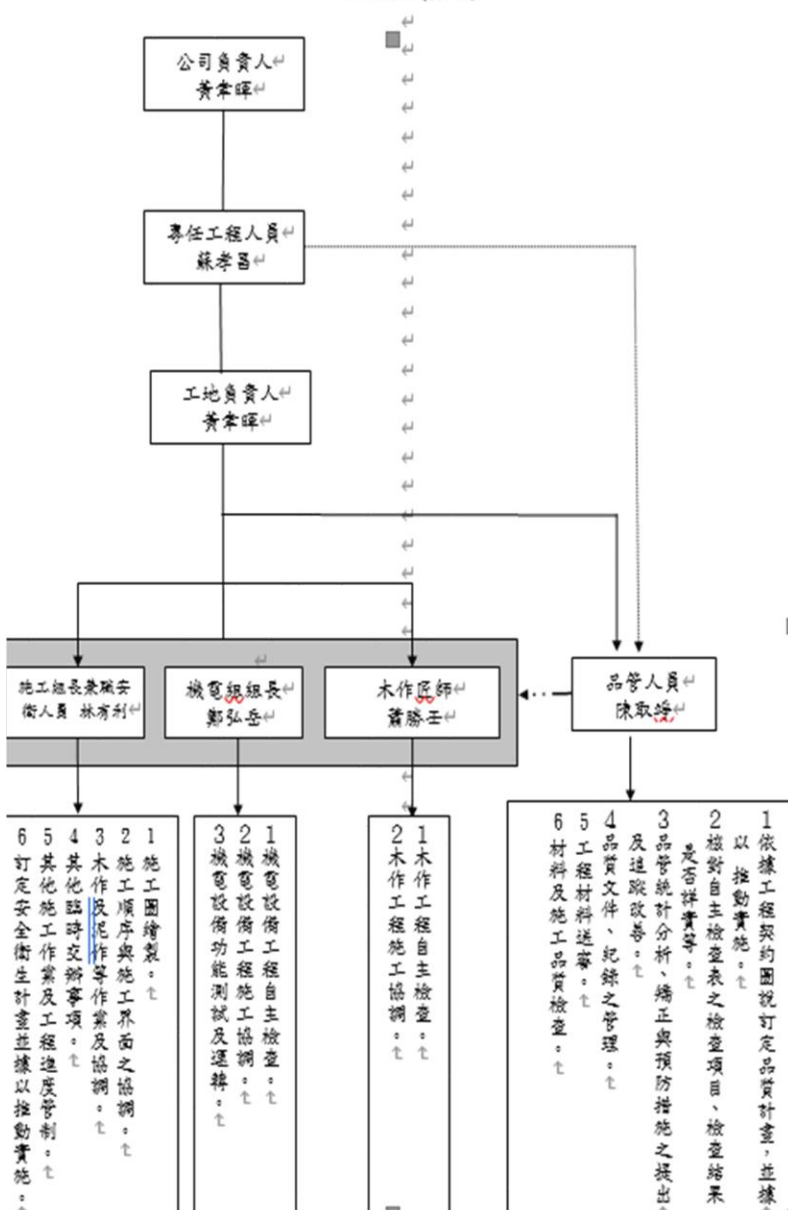 公司負責人
黃韋暉
專任工程人員
蘇孝昌
工地負責人
黃韋暉
施工組長兼職安
衛人員 林有利
機電組組長
鄭弘岳
木作匠師
蕭勝壬
品管人員
陳取
1 依據工程契約圖說訂定品質計畫，並據
以 推動實施。
2 核對自主檢查表之檢查項目、檢查結果
是否詳實等。
3 品管統計分析、矯正與預防措施之提出
及追蹤改善。
4 品質文件、紀錄之管理。
5 工程材料送審。
6 材料及施工品質檢查。
1 木作工程自主檢查。
2 木作工程施工協調。
1 機電設備工程自主檢查。
2 機電設備工程施工協調。
3 機電設備功能測試及運轉。
1 施工圖繪製。
2 施工順序與施工界面之協調。
3 木作及泥作等作業及協調。
4 其他臨時交辦事項。
5 其他施工作業及工程進度管制。
6 訂定安全衛生計畫並據以推動實施。